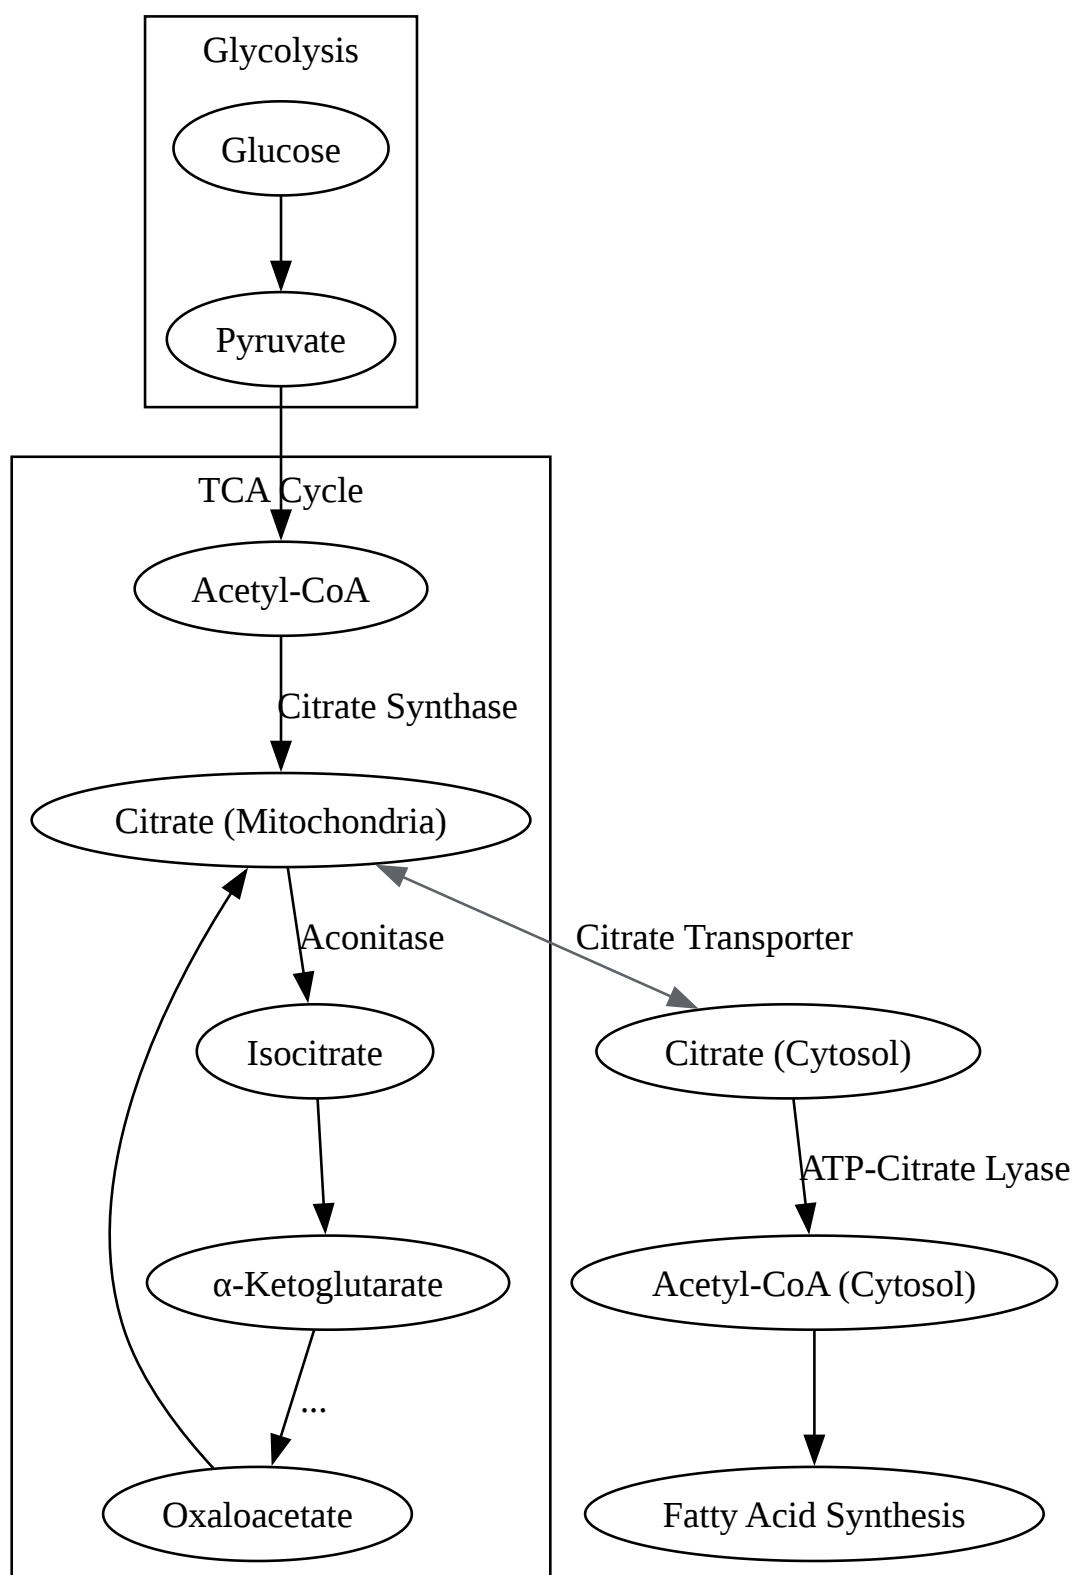 Glycolysis
Glucose
Pyruvate
TCA Cycle
Acetyl-CoA
Citrate Synthase
Citrate (Mitochondria)
Aconitase
Citrate Transporter
Isocitrate
Citrate (Cytosol)
ATP-Citrate Lyase
α-Ketoglutarate
Acetyl-CoA (Cytosol)
...
Oxaloacetate
Fatty Acid Synthesis